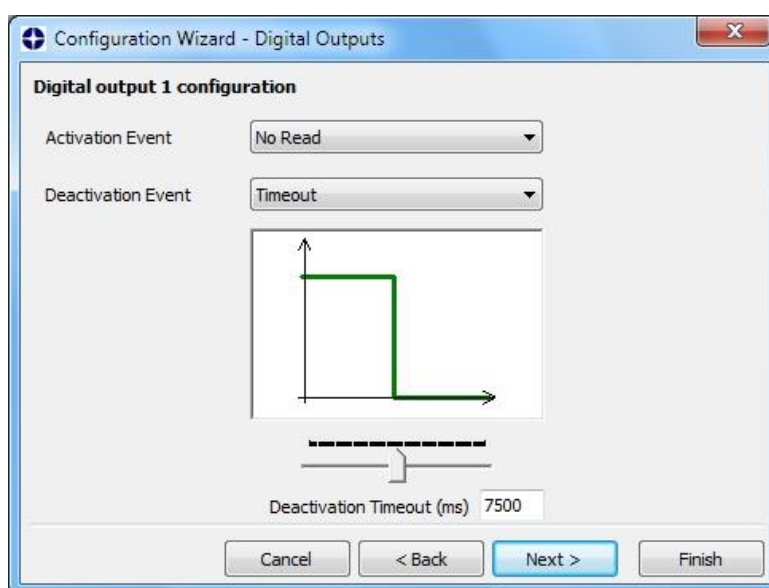 Configuration Wizard - Digital Outputs
Digital output 1 configuration
Activation Event No Read
Deactivation Event Timeout
Deactivation Timeout (ms) 7500
Cancel < Back Next > Finish